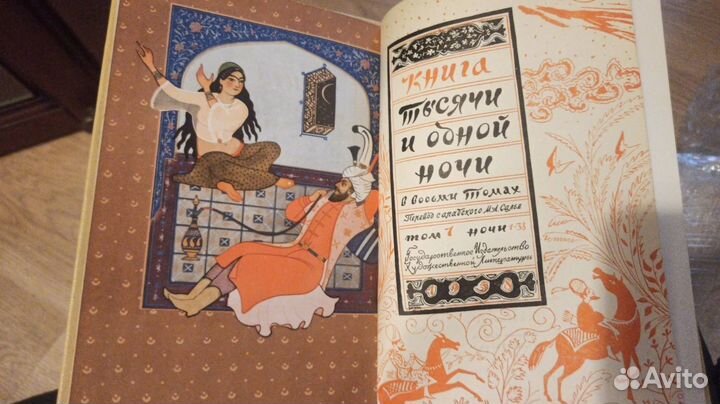 Книга
тысячи
и одной
ночи
в восьми томах
Перевод с арабского М.А.Салье
том 1 ночи 1-38
Государственное Издательство
Художественной Литературы
1958
Avito